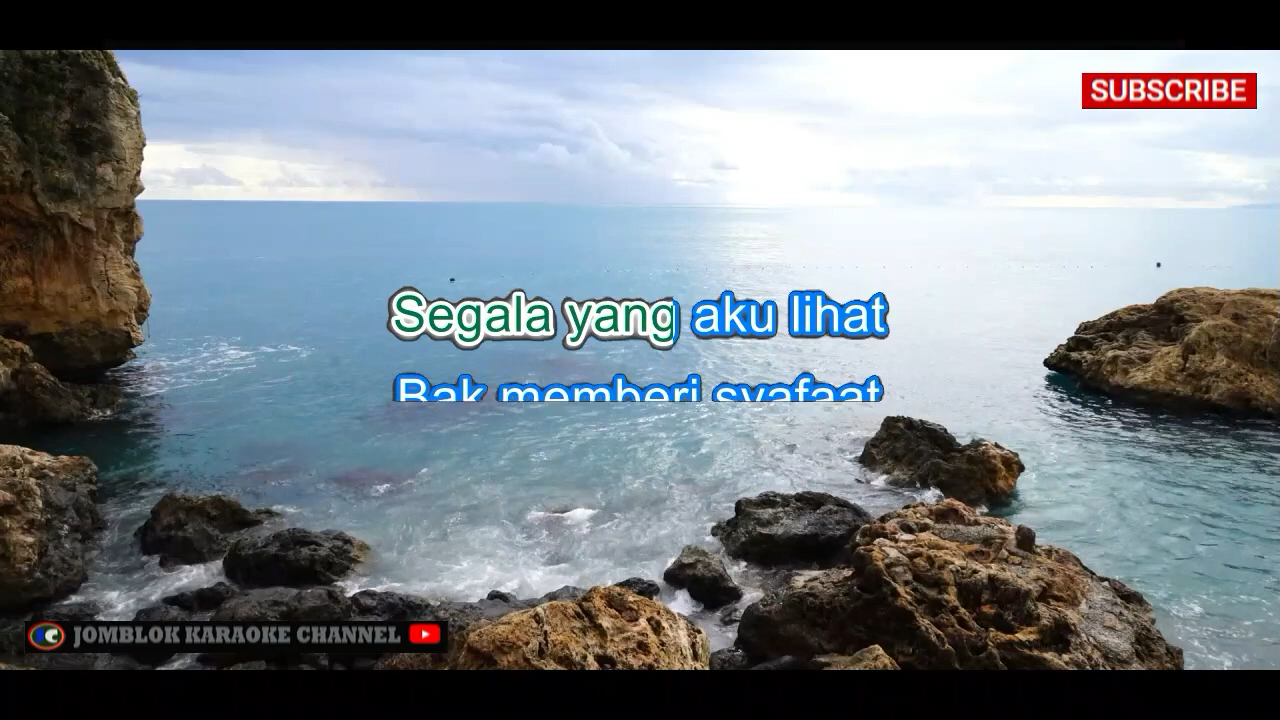 SUBSCRIBE
Segala yang aku lihat
Bak memberi syafaat
JOMBLOK KARAOKE CHANNEL